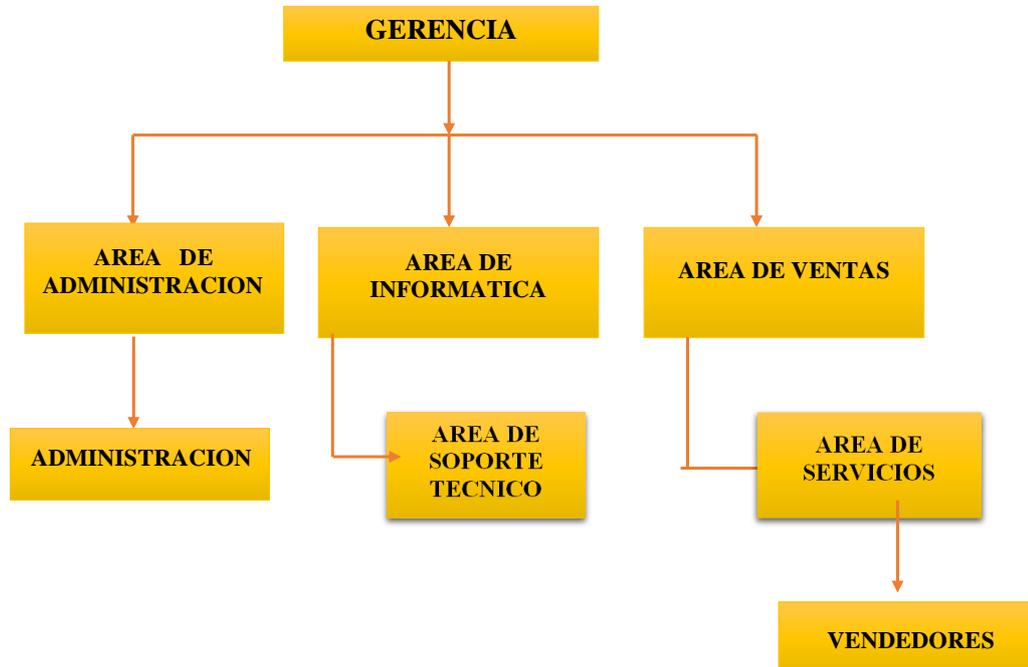 GERENCIA
AREA DE
ADMINISTRACION
AREA DE
INFORMATICA
AREA DE VENTAS
ADMINISTRACION
AREA DE
SOPORTE
TECNICO
AREA DE
SERVICIOS
VENDEDORES